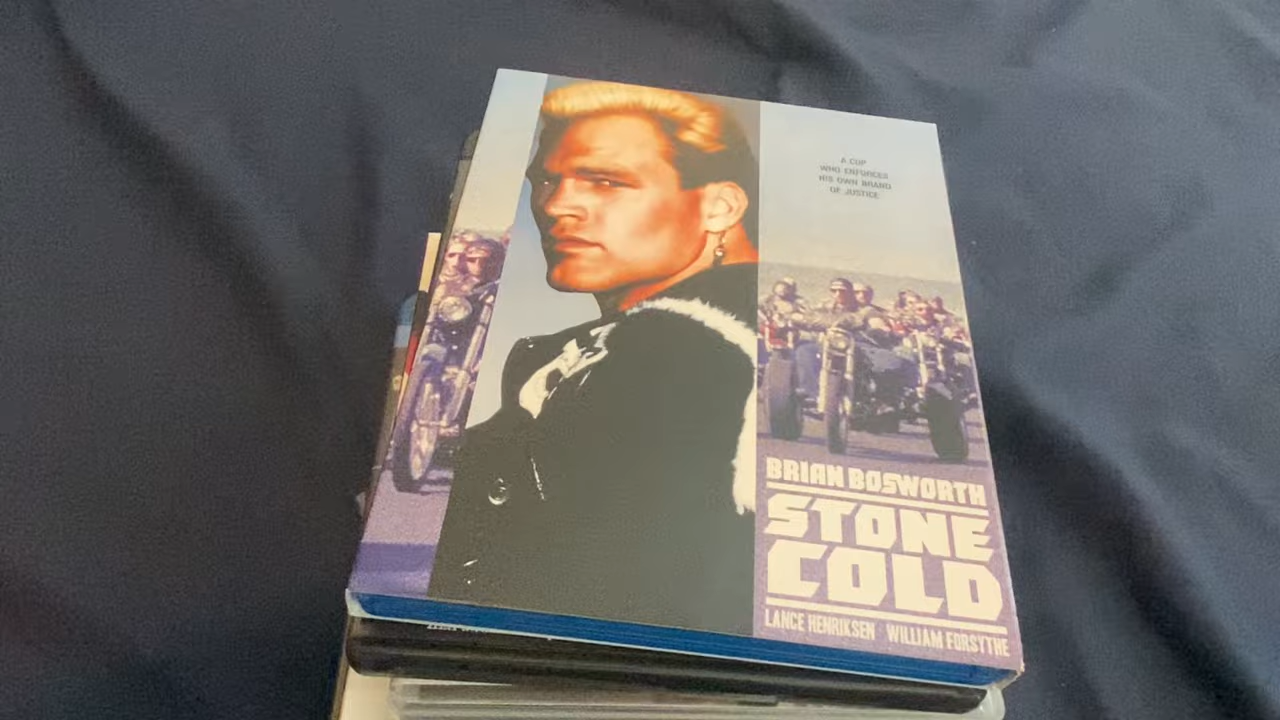 A COP
WHO ENFORCES
HIS OWN BRAND
OF JUSTICE
BRIAN BOSWORTH
STONE
COLD
LANCE HENRIKSEN WILLIAM FORSYTHE